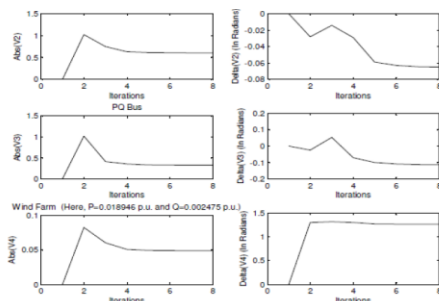 1.5
1
0.5
0
Abs(V2)
0 2 4 6 8
Iterations
PQ Bus
0
-0.02
-0.04
-0.06
-0.08
Delta(V2) (In Radians)
0 2 4 6 8
Iterations
1.5
1
0.5
0
Abs(V3)
0 2 4 6 8
Iterations
0.2
0.1
0
-0.1
-0.2
Delta(V3) (In Radians)
0 2 4 6 8
Iterations
Wind Farm (Here, P=0.018946 p.u. and Q=0.002475 p.u.)
0.1
0.05
0
Abs(V4)
0 2 4 6 8
Iterations
1.5
1
0.5
0
Delta(V4) (In Radians)
0 2 4 6 8
Iterations